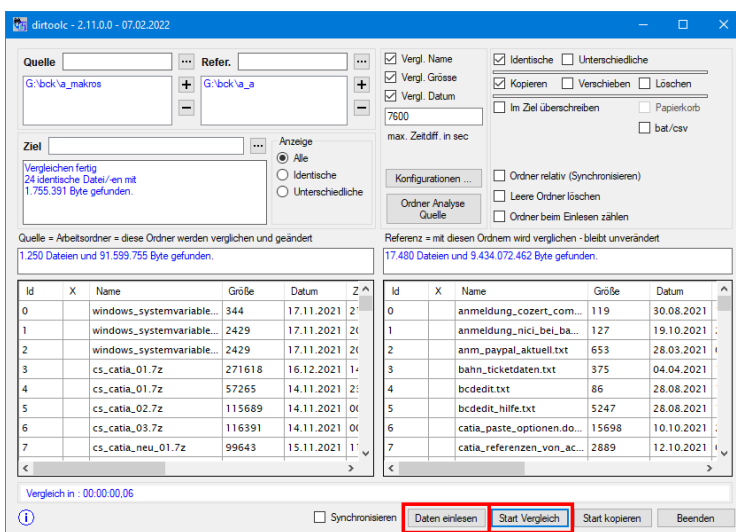 dirtoolc - 2.11.0.0 - 07.02.2022
Quelle ... Refer. ...
G:\bck\a_makros + G:\bck\a_a +
Ziel ...
Vergleichen fertig
24 identische Datei/-en mit
1.755.391 Byte gefunden.
Anzeige
Alle
Identische
Unterschiedliche
Vergl. Name
Vergl. Grösse
Vergl. Datum
7600
max. Zeitdiff. in sec
Konfigurationen ...
Ordner Analyse
Quelle
Identische Unterschiedliche
Kopieren Verschieben Löschen
Im Ziel überschreiben Papierkorb
bat/csv
Ordner relativ (Synchronisieren)
Leere Ordner löschen
Ordner beim Einlesen zählen
Quelle = Arbeitsordner = diese Ordner werden verglichen und geändert
1.250 Dateien und 91.599.755 Byte gefunden.
Id X Name Größe Datum
0 windows_systemvariable... 344 17.11.2021
1 windows_systemvariable... 2429 17.11.2021
2 windows_systemvariable... 2429 17.11.2021
3 cs_catia_01.7z 271618 16.12.2021
4 cs_catia_01.7z 57265 14.11.2021
5 cs_catia_02.7z 115689 14.11.2021
6 cs_catia_03.7z 116391 14.11.2021
7 cs_catia_neu_01.7z 99643 15.11.2021
Referenz = mit diesen Ordnern wird verglichen - bleibt unverändert
17.480 Dateien und 9.434.072.462 Byte gefunden.
Id X Name Größe Datum
0 anmeldung_cozert_com... 119 30.08.2021
1 anmeldung_nici_bei_ba... 127 19.10.2021
2 anm_paypal_aktuell.txt 653 28.03.2021
3 bahn_ticketdaten.txt 375 04.04.2021
4 bcdedit.txt 86 28.08.2021
5 bcdedit_hilfe.txt 5247 28.08.2021
6 catia_paste_optionen.do... 15698 10.10.2021
7 catia_referenzen_von_ac... 2889 12.10.2021
Vergleich in : 00:00:00,06
Synchronisieren Daten einlesen Start Vergleich Start kopieren Beenden